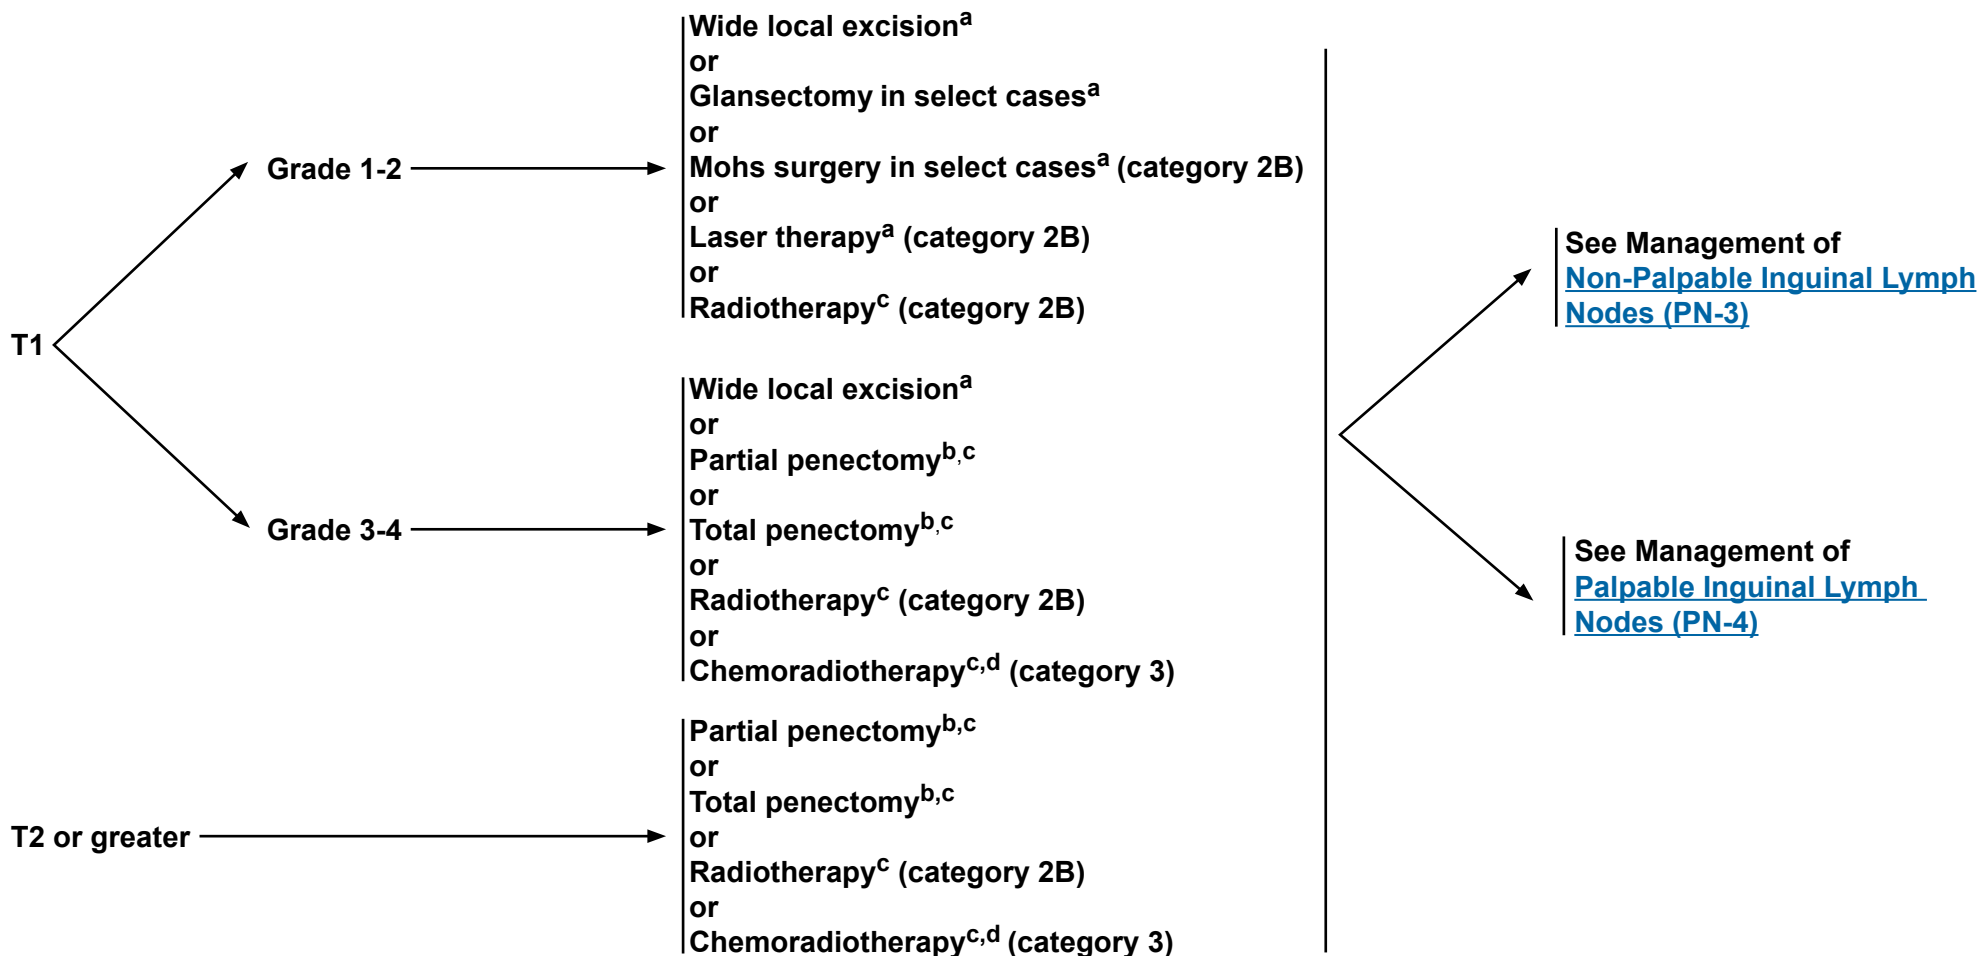 T1
Grade 1-2
Wide local excisionᵃ
or
Glansectomy in select casesᵃ
or
Mohs surgery in select casesᵃ (category 2B)
or
Laser therapyᵃ (category 2B)
or
Radiotherapyᶜ (category 2B)
Grade 3-4
Wide local excisionᵃ
or
Partial penectomyᵇ,ᶜ
or
Total penectomyᵇ,ᶜ
or
Radiotherapyᶜ (category 2B)
or
Chemoradiotherapyᶜ,ᵈ (category 3)
T2 or greater
Partial penectomyᵇ,ᶜ
or
Total penectomyᵇ,ᶜ
or
Radiotherapyᶜ (category 2B)
or
Chemoradiotherapyᶜ,ᵈ (category 3)
See Management of
Non-Palpable Inguinal Lymph
Nodes (PN-3)
See Management of
Palpable Inguinal Lymph
Nodes (PN-4)